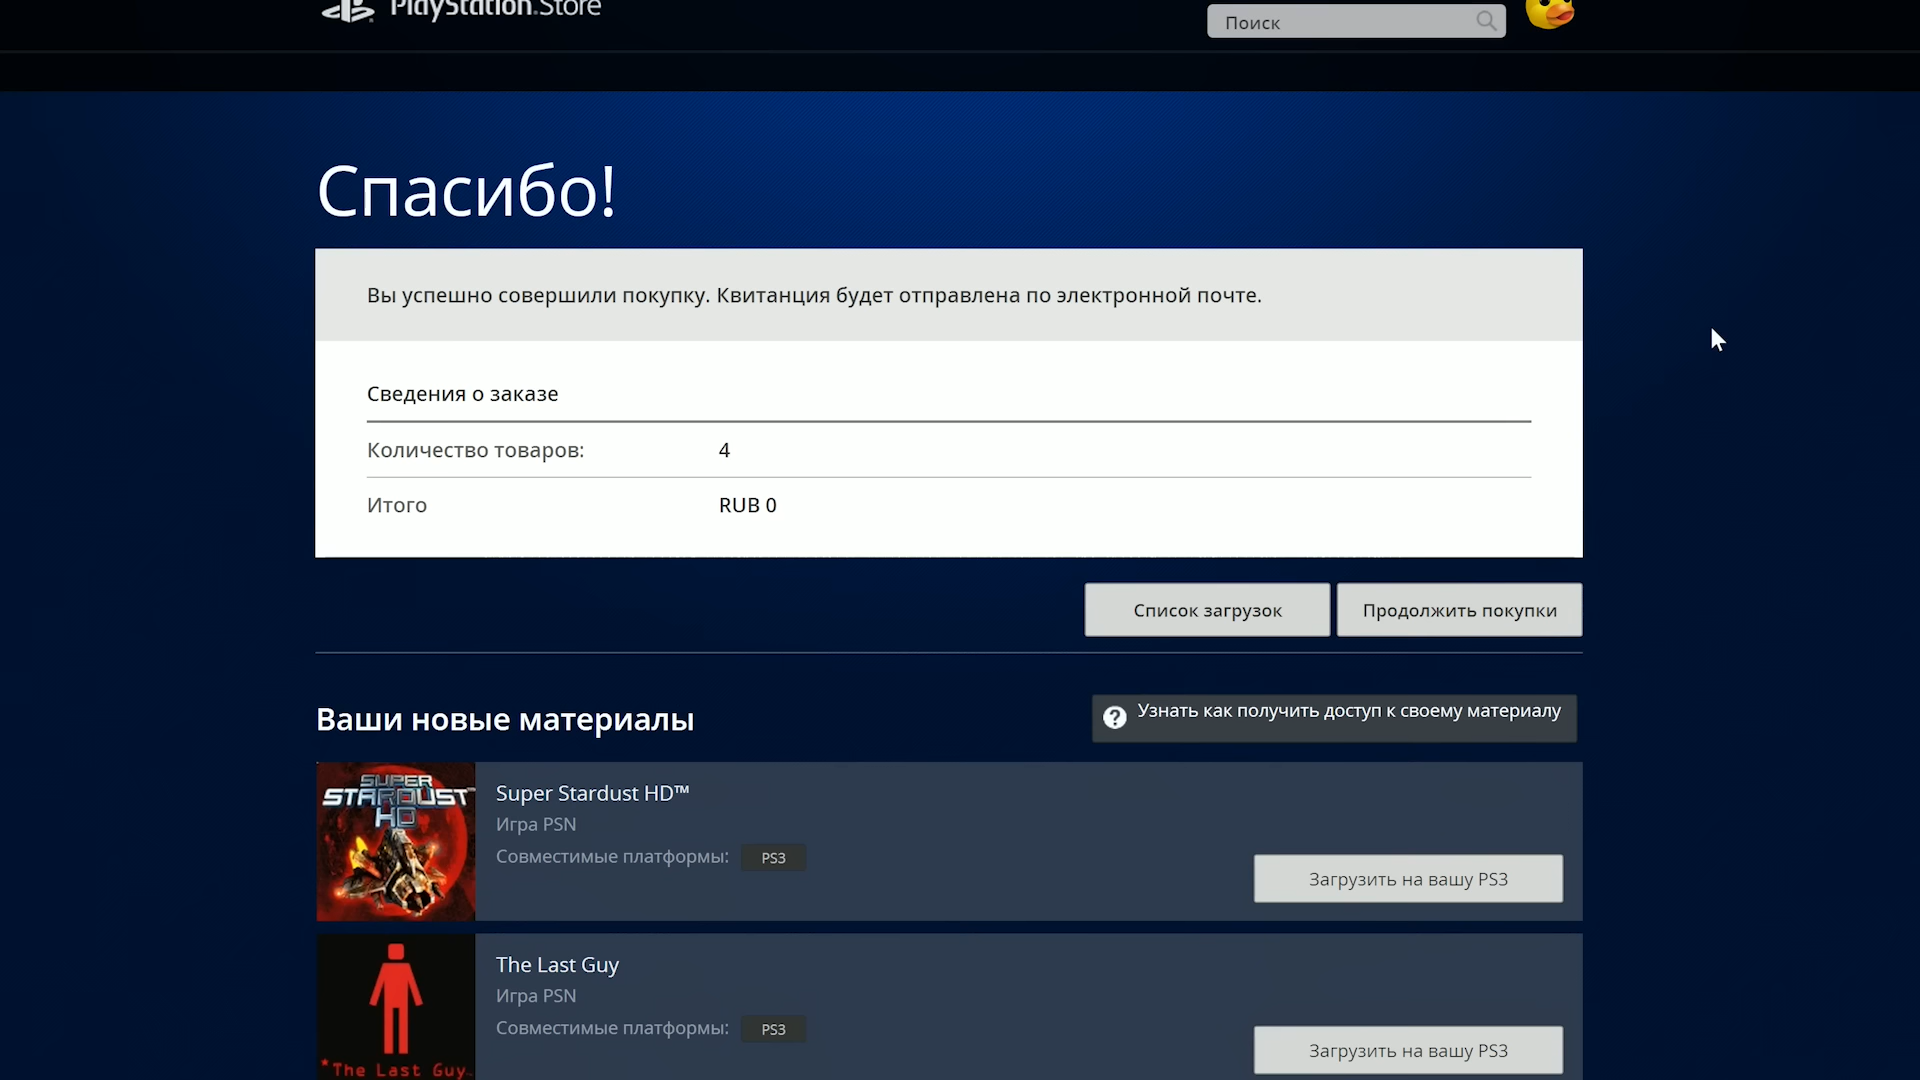 PlayStation.Store
Поиск
Спасибо!
Вы успешно совершили покупку. Квитанция будет отправлена по электронной почте.
Сведения о заказе
Количество товаров: 4
Итого RUB 0
Список загрузок
Продолжить покупки
Ваши новые материалы
? Узнать как получить доступ к своему материалу
SUPER
STARDUST
HD
Super Stardust HD™
Игра PSN
Совместимые платформы: PS3
Загрузить на вашу PS3
The Last Guy
Игра PSN
Совместимые платформы: PS3
Загрузить на вашу PS3
*The Last Guy™